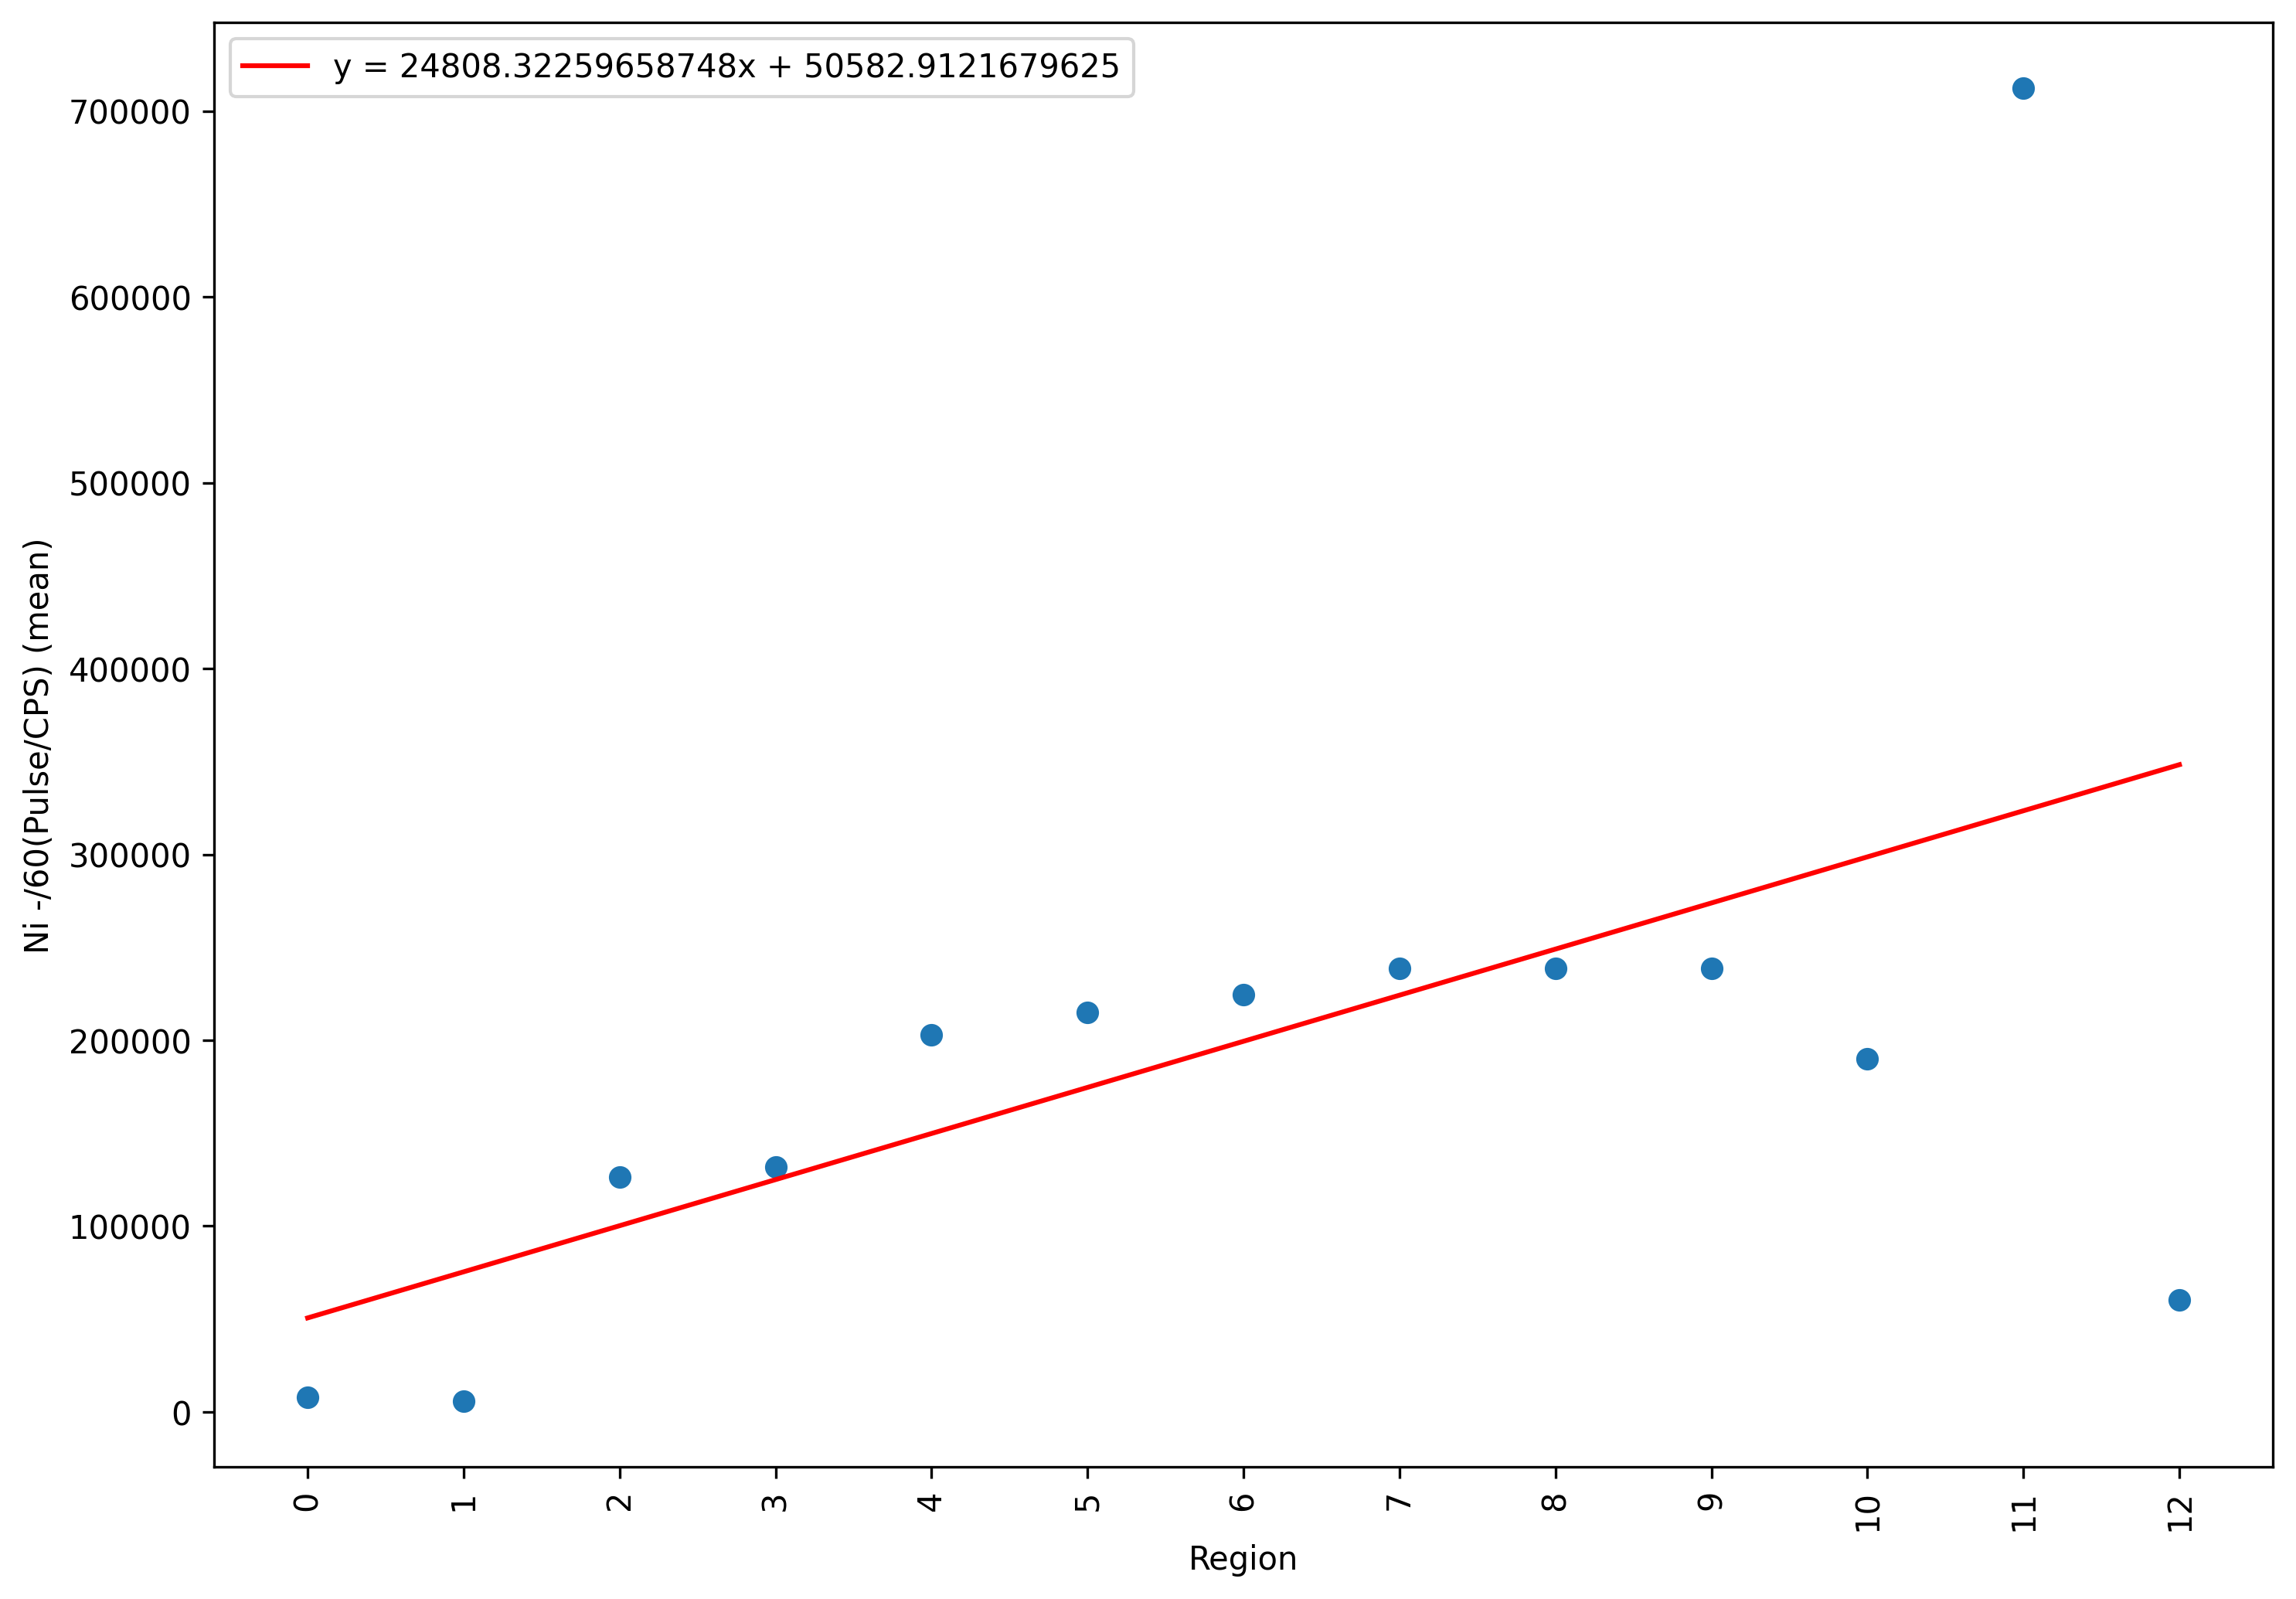 y = 24808.32259658748x + 50582.9121679625
700000
600000
500000
400000
300000
200000
100000
0
Ni -/60(Pulse/CPS) (mean)
0 1 2 3 4 5 6 7 8 9 10 11 12
Region